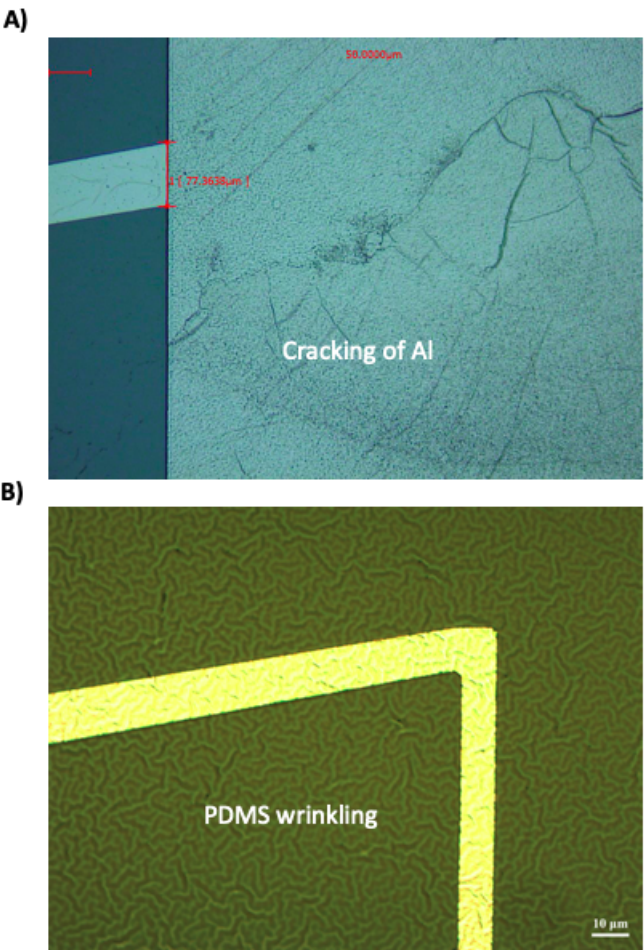 A)
50.0000µm
1 [ 77.3638µm ]
Cracking of Al
B)
PDMS wrinkling
10 µm